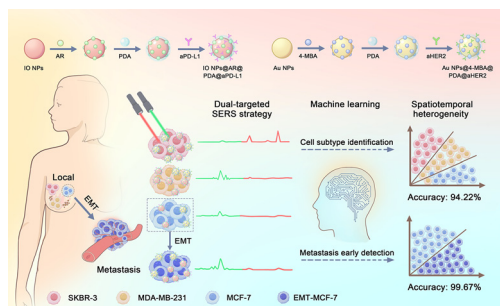 AR
PDA
aPD-L1
IO NPs
IO NPs@AR@
PDA@aPD-L1
4-MBA
PDA
aHER2
Au NPs
Au NPs@4-MBA@
PDA@aHER2
Dual-targeted
SERS strategy
Machine learning
Spatiotemporal
heterogeneity
Cell subtype identification
Accuracy: 94.22%
Local
EMT
EMT
Metastasis
Metastasis early detection
Accuracy: 99.67%
SKBR-3
MDA-MB-231
MCF-7
EMT-MCF-7